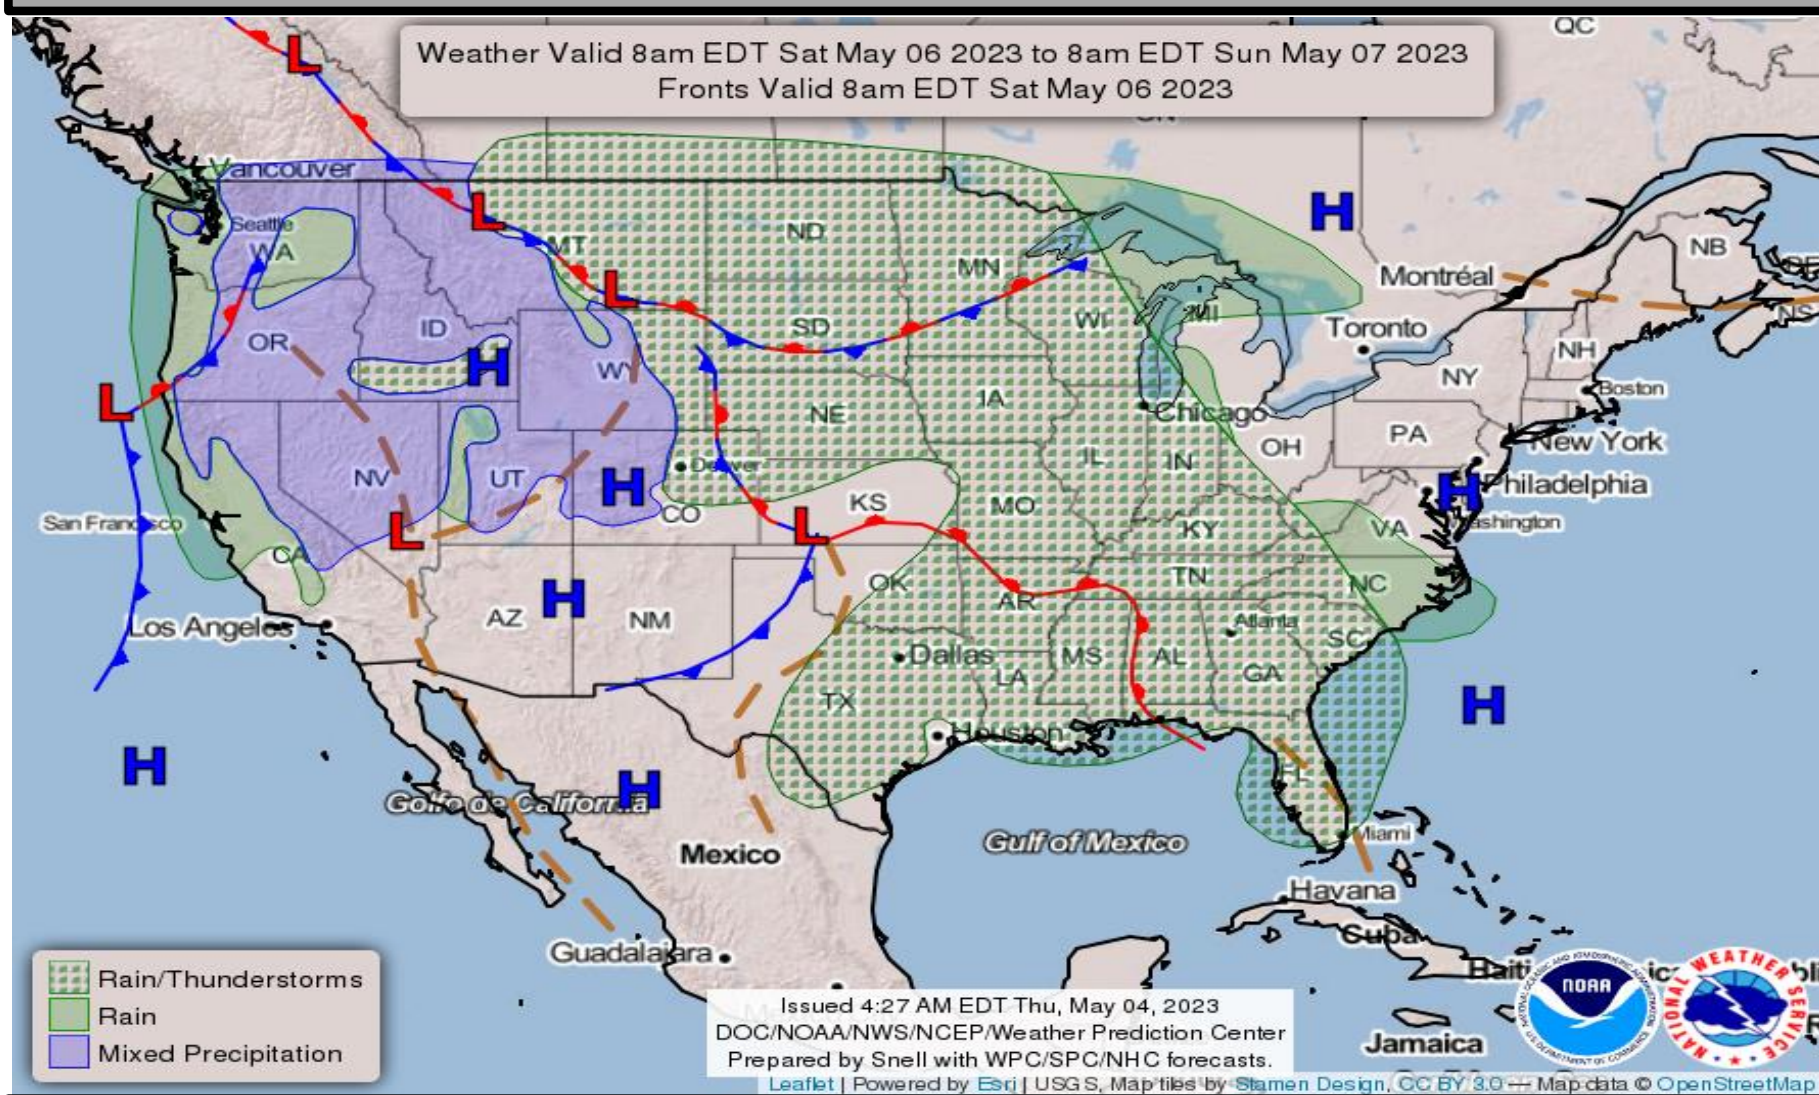 QC
Weather Valid 8am EDT Sat May 06 2023 to 8am EDT Sun May 07 2023
Fronts Valid 8am EDT Sat May 06 2023
L
Vancouver
H
L
Seattle
MT
ND
NB
WA
MN
Montréal
L
NS
OR
ID
SD
WI
MI
Toronto
NH
H
WY
NY
Boston
L
NE
IA
Chicago
PA
New York
OH
Denver
IL
IN
NV
UT
H
H
Philadelphia
San Francisco
L
CO
KS
MO
KY
VA
Washington
L
CA
OK
TN
NC
H
AZ
NM
AR
Atlanta
Los Angeles
Dallas
MS
AL
SC
LA
GA
TX
H
Houston
H
H
FL
Golfo de California
Gulf of Mexico
Miami
Mexico
Havana
Cuba
Guadalajara
Haiti
Rain/Thunderstorms
Rain
Mixed Precipitation
Issued 4:27 AM EDT Thu, May 04, 2023
DOC/NOAA/NWS/NCEP/Weather Prediction Center
Prepared by Snell with WPC/SPC/NHC forecasts.
NOAA
NATIONAL WEATHER SERVICE
Jamaica
Leaflet | Powered by Esri | USGS, Map tiles by Stamen Design, CC BY 3.0 — Map data © OpenStreetMap